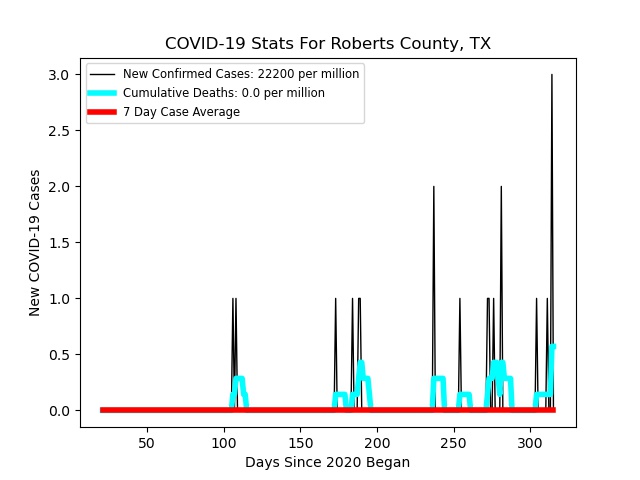 COVID-19 Stats For Roberts County, TX
New Confirmed Cases: 22200 per million
Cumulative Deaths: 0.0 per million
7 Day Case Average
New COVID-19 Cases
3.0
2.5
2.0
1.5
1.0
0.5
0.0
50 100 150 200 250 300
Days Since 2020 Began